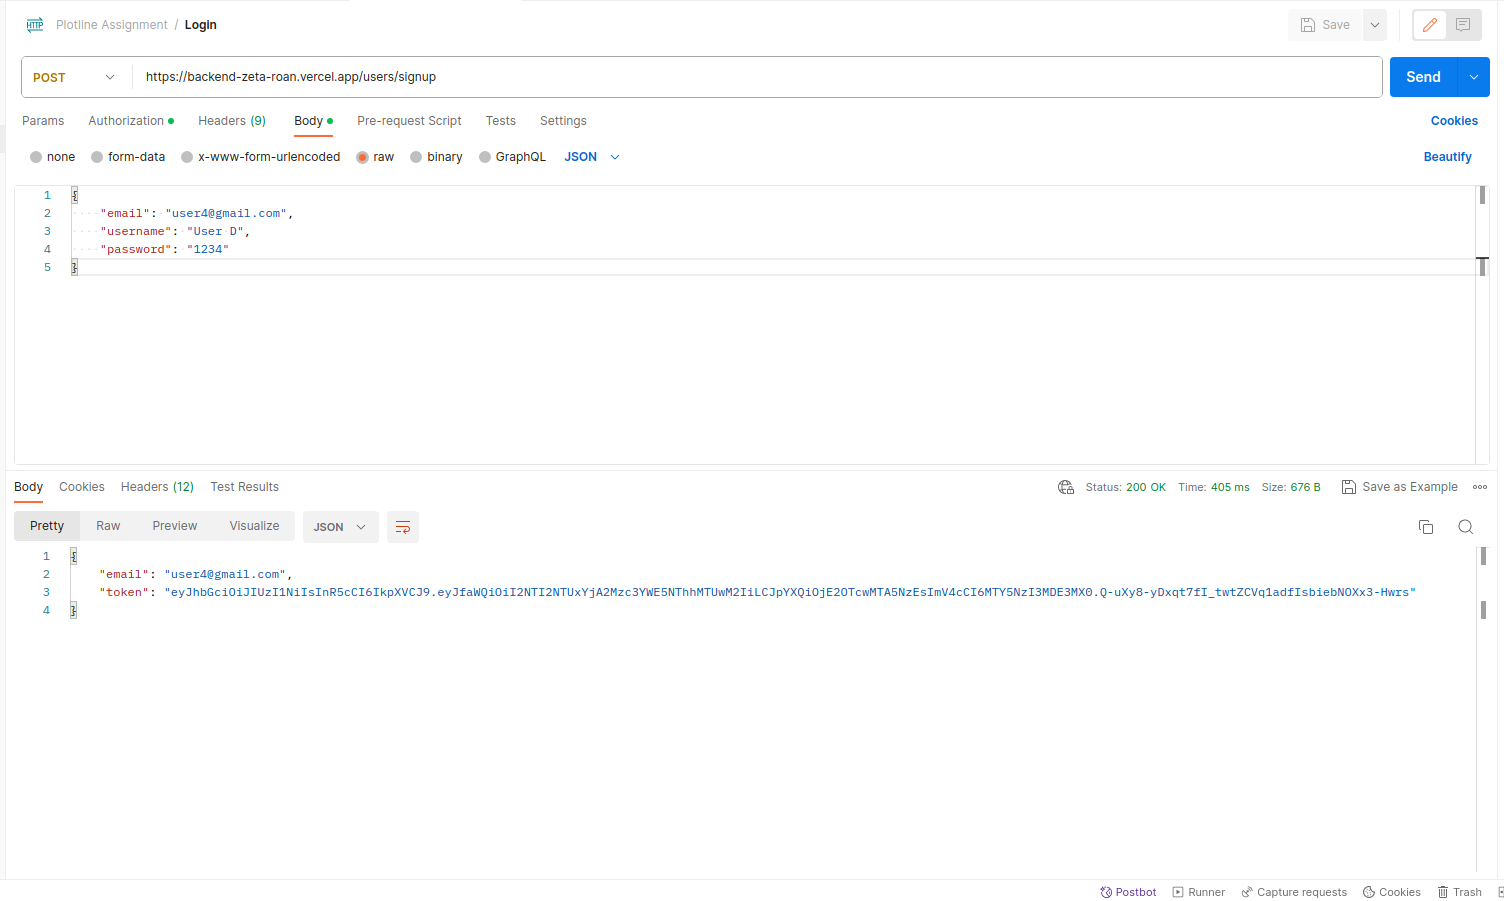 HTTP Plotline Assignment / Login Save
POST https://backend-zeta-roan.vercel.app/users/signup Send
Params Authorization Headers (9) Body Pre-request Script Tests Settings Cookies
none form-data x-www-form-urlencoded raw binary GraphQL JSON Beautify
1 {
2 "email": "user4@gmail.com",
3 "username": "User D",
4 "password": "1234"
5 }
Body Cookies Headers (12) Test Results Status: 200 OK Time: 405 ms Size: 676 B Save as Example
Pretty Raw Preview Visualize JSON
1 {
2 "email": "user4@gmail.com",
3 "token": "eyJhbGciOiJIUzI1NiIsInR5cCI6IkpXVCJ9.eyJfaWQiOiI2NTI2NTUxYjA2Mzc3YWE5NThhMTUwM2IiLCJpYXQiOjE2OTcwMTA5NzEsImV4cCI6MTY5NzI3MDE3MX0.Q-uXy8-yDxqt7fI_twtZCVq1adfIsbiebNOXx3-Hwrs"
4 }
Postbot Runner Capture requests Cookies Trash